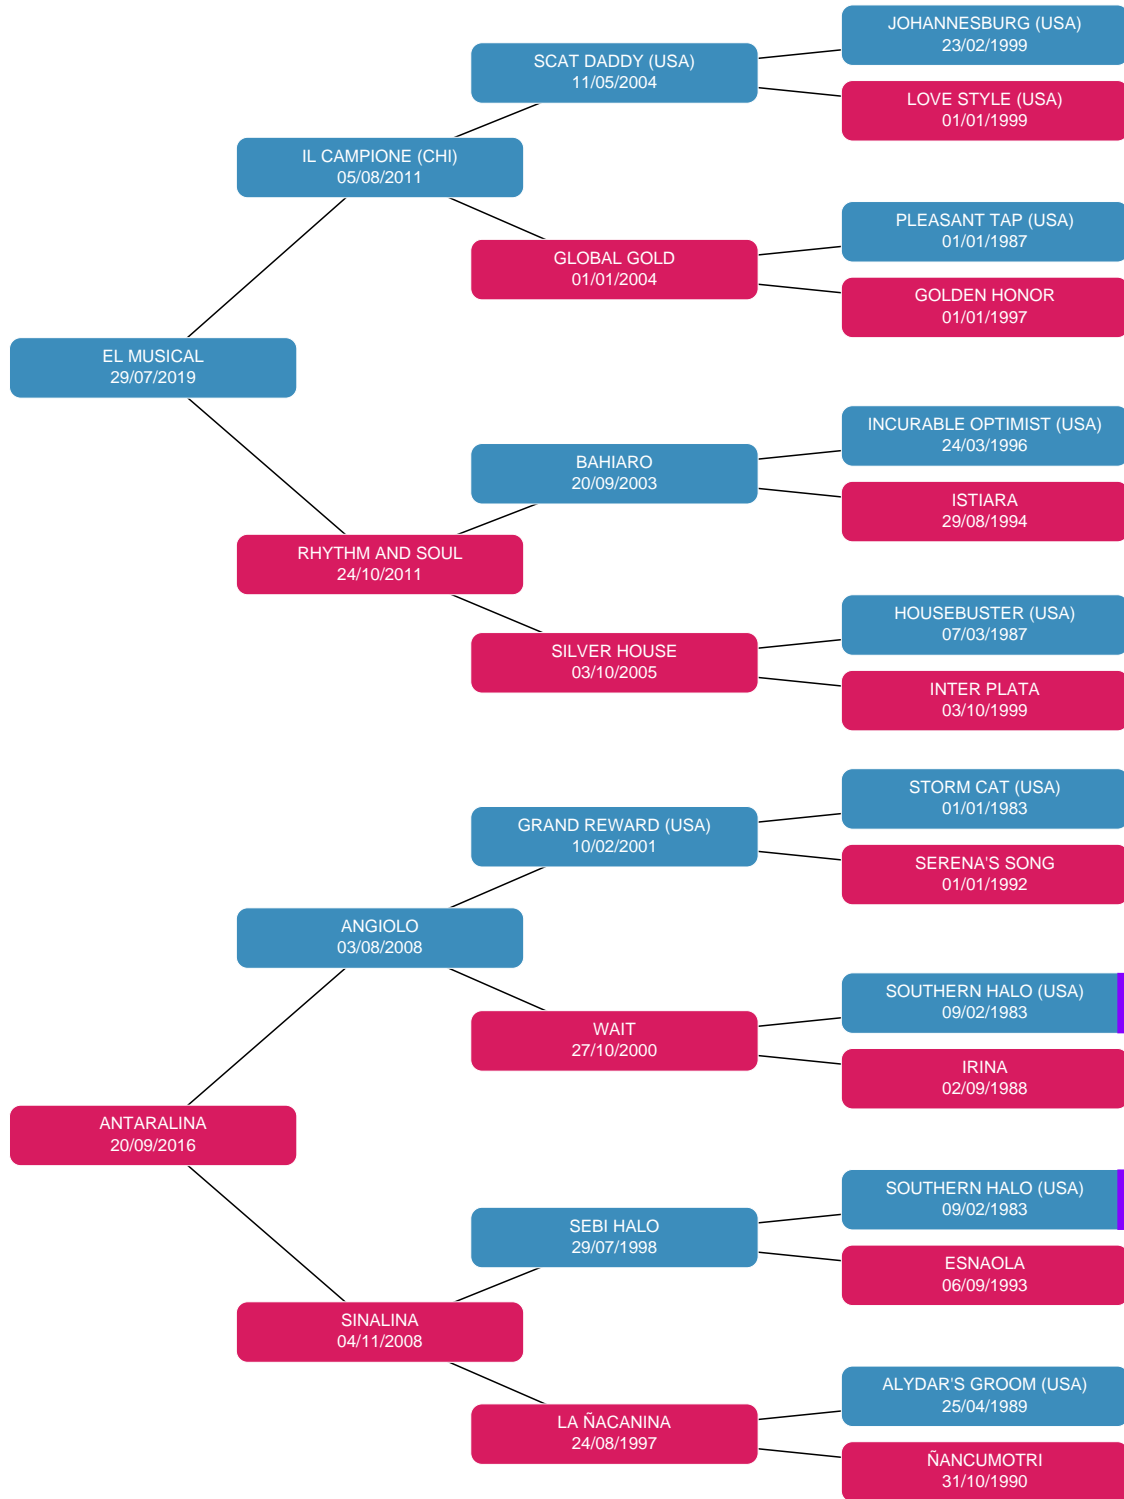 JOHANNESBURG (USA)
23/02/1999
SCAT DADDY (USA)
11/05/2004
LOVE STYLE (USA)
01/01/1999
IL CAMPIONE (CHI)
05/08/2011
PLEASANT TAP (USA)
01/01/1987
GLOBAL GOLD
01/01/2004
GOLDEN HONOR
01/01/1997
EL MUSICAL
29/07/2019
INCURABLE OPTIMIST (USA)
24/03/1996
BAHIARO
20/09/2003
ISTIARA
29/08/1994
RHYTHM AND SOUL
24/10/2011
HOUSEBUSTER (USA)
07/03/1987
SILVER HOUSE
03/10/2005
INTER PLATA
03/10/1999
STORM CAT (USA)
01/01/1983
GRAND REWARD (USA)
10/02/2001
SERENA'S SONG
01/01/1992
ANGIOLO
03/08/2008
SOUTHERN HALO (USA)
09/02/1983
WAIT
27/10/2000
IRINA
02/09/1988
ANTARALINA
20/09/2016
SOUTHERN HALO (USA)
09/02/1983
SEBI HALO
29/07/1998
ESNAOLA
06/09/1993
SINALINA
04/11/2008
ALYDAR'S GROOM (USA)
25/04/1989
LA ÑACANINA
24/08/1997
ÑANCUMOTRI
31/10/1990